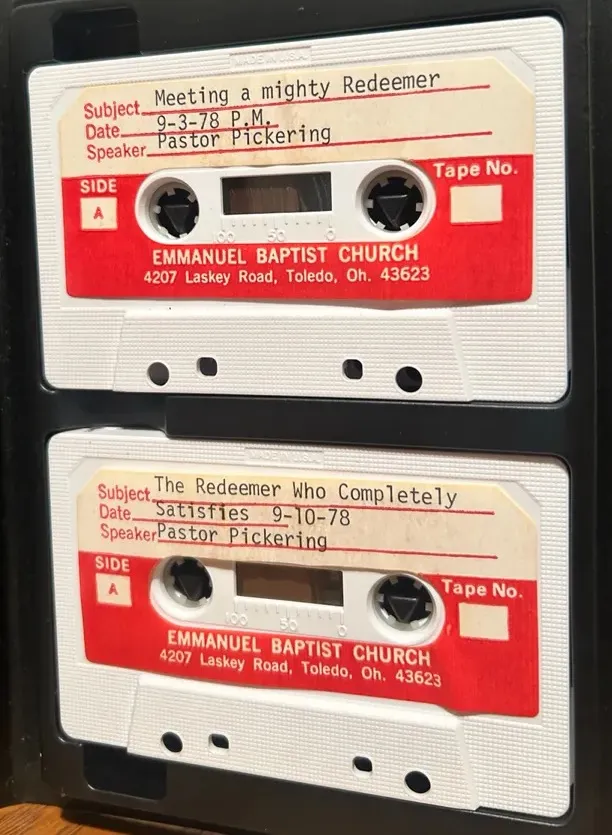 MADE IN U.S.A.
Subject Meeting a mighty Redeemer
Date 9-3-78 P.M.
Speaker Pastor Pickering
SIDE
A
Tape No.
100 50 0
EMMANUEL BAPTIST CHURCH
4207 Laskey Road, Toledo, Oh. 43623
MADE IN U.S.A.
Subject The Redeemer Who Completely
Date Satisfies 9-10-78
Speaker Pastor Pickering
SIDE
A
Tape No.
100 50 0
EMMANUEL BAPTIST CHURCH
4207 Laskey Road, Toledo, Oh. 43623